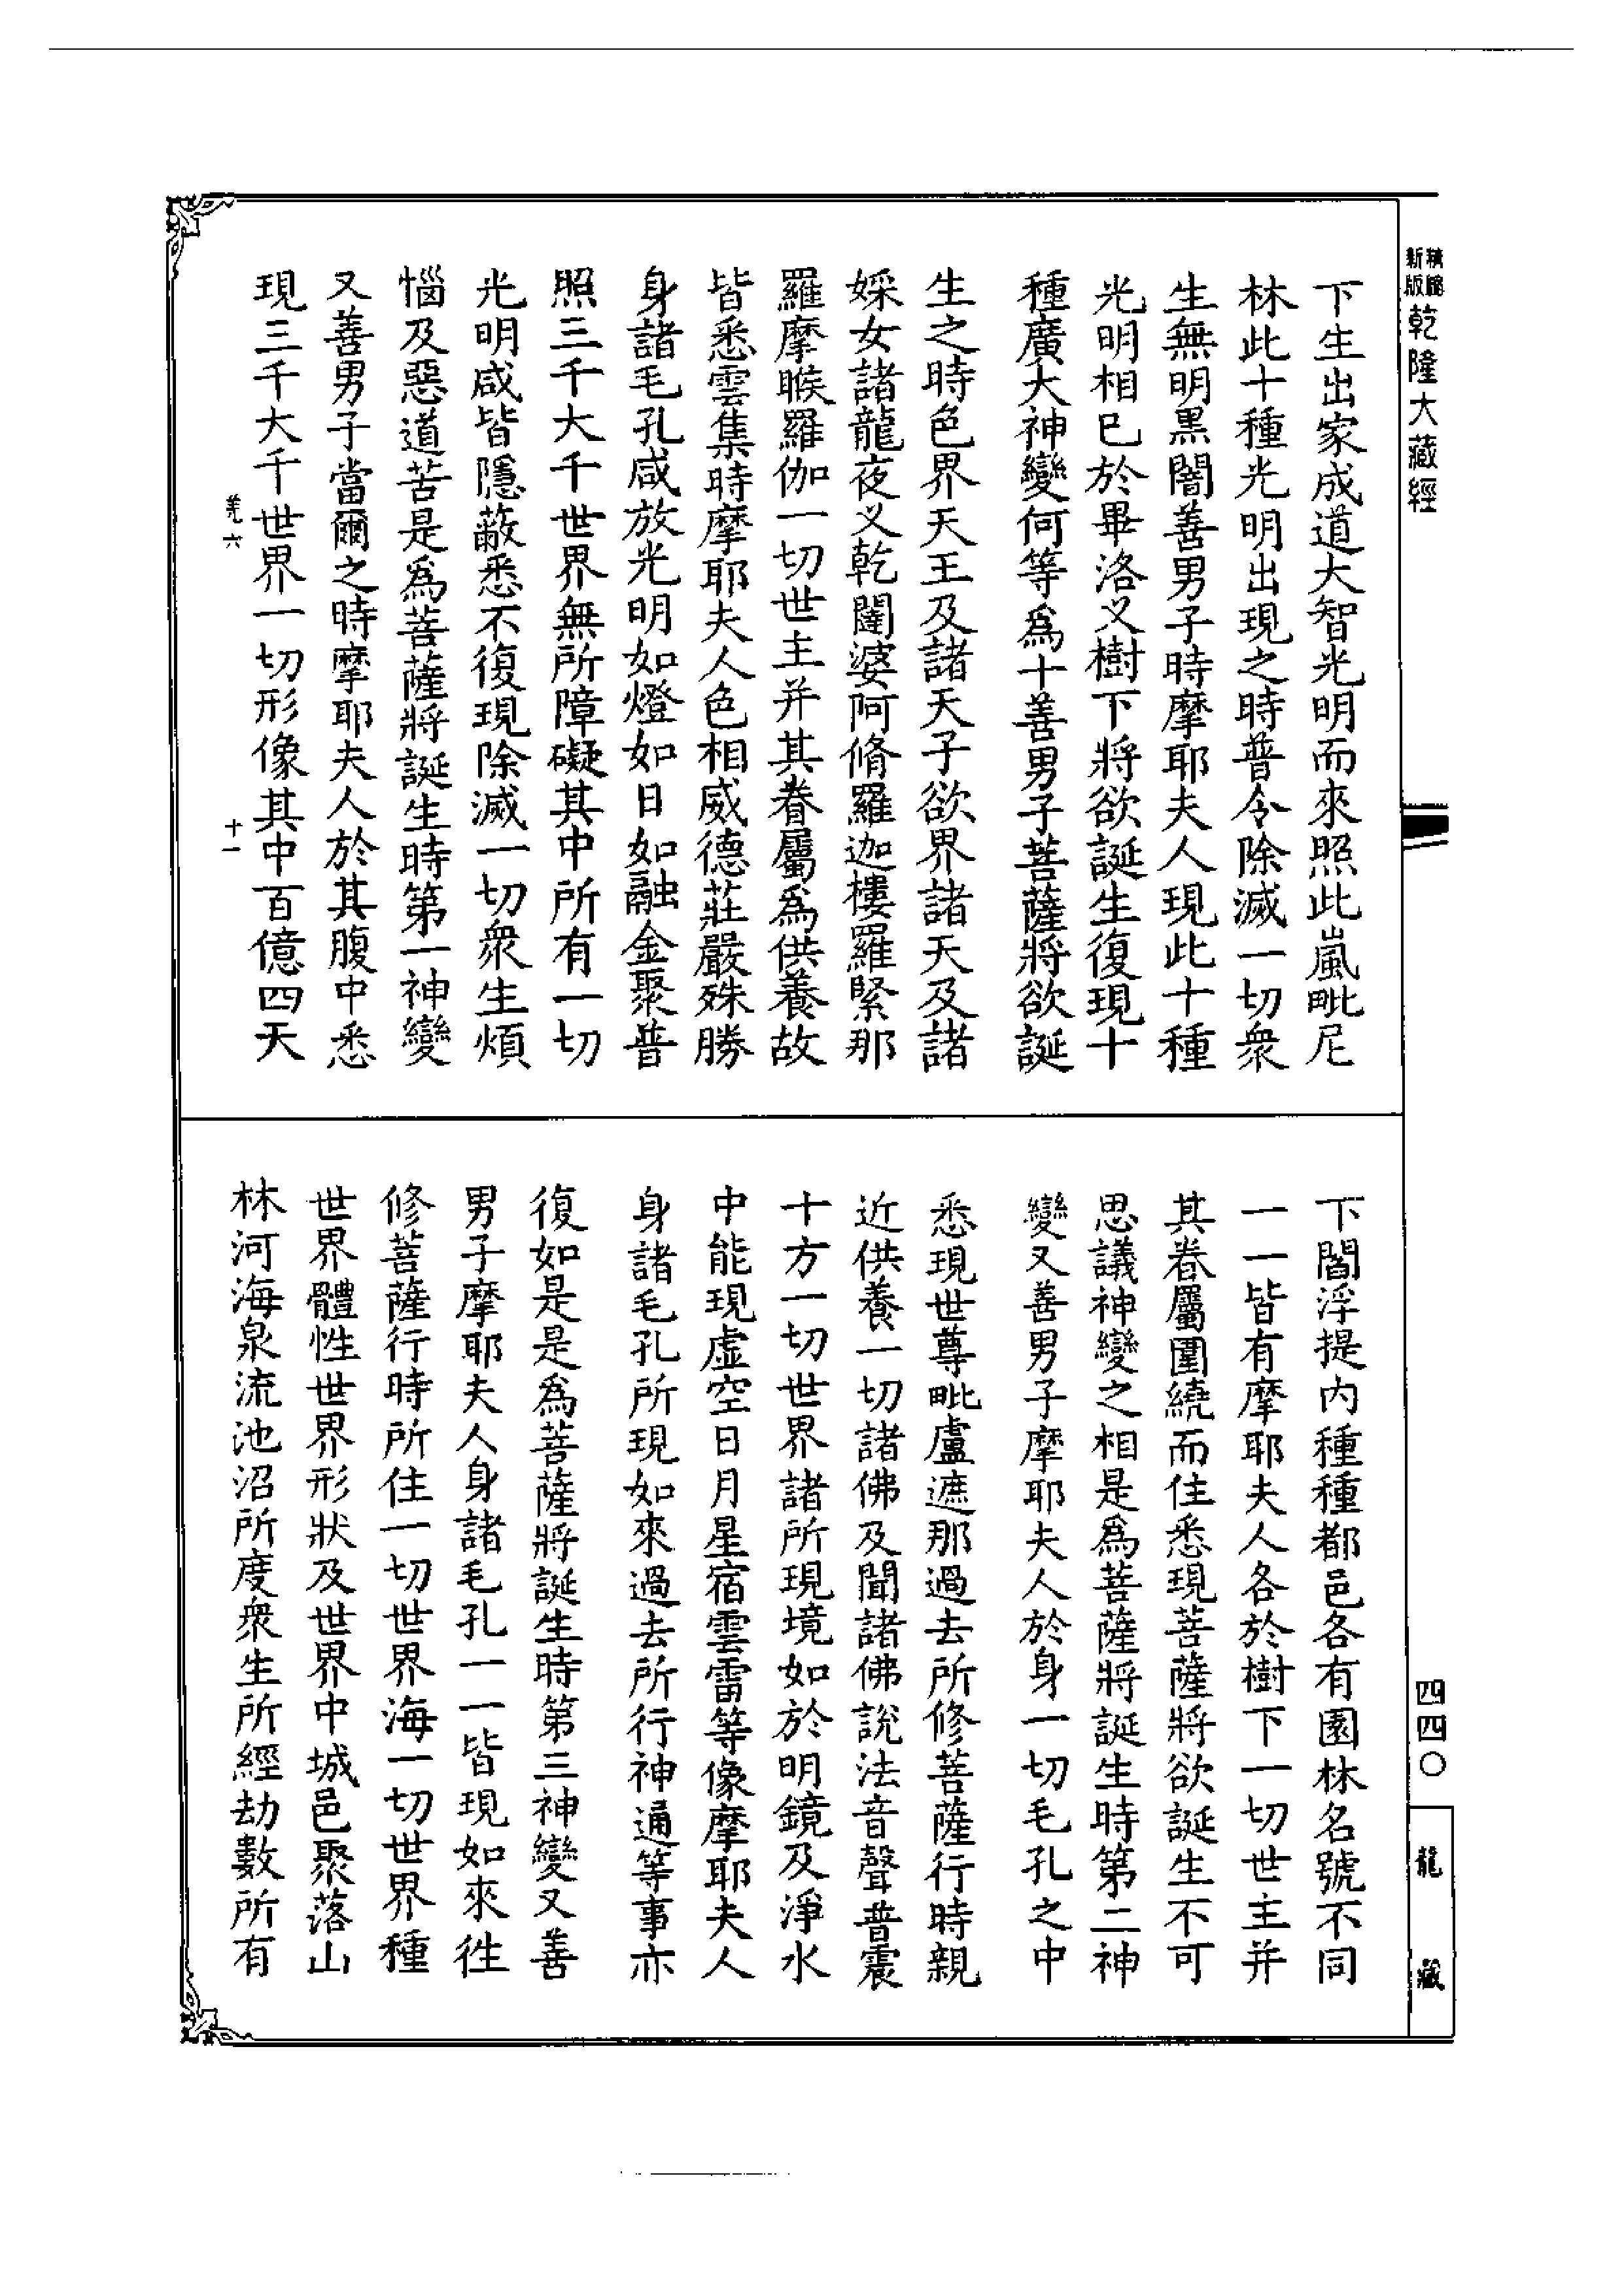 精縮新版乾隆大藏經
下生出家成道大智光明而來照此嵐毗尼
林此十種光明出現之時普令除滅一切衆
生無明黑闇善男子時摩耶夫人現此十種
光明相已於畢洛叉樹下將欲誕生復現十
種廣大神變何等爲十善男子菩薩將欲誕
生之時色界天王及諸天子欲界諸天及諸
婇女諸龍夜叉乾闥婆阿脩羅迦樓羅緊那
羅摩睺羅伽一切世主并其眷屬爲供養故
皆悉雲集時摩耶夫人色相威德莊嚴殊勝
身諸毛孔咸放光明如燈如日如融金聚普
照三千大千世界無所障礙其中所有一切
光明咸皆隱蔽悉不復現除滅一切衆生煩
惱及惡道苦是爲菩薩將誕生時第一神變
又善男子當爾之時摩耶夫人於其腹中悉
現三千大千世界一切形像其中百億四天
六 十一
下閻浮提內種種都邑各有園林名號不同
一一皆有摩耶夫人各於樹下一切世主并
其眷屬圍繞而住悉現菩薩將欲誕生不可
思議神變之相是爲菩薩將誕生時第二神
變又善男子摩耶夫人於身一切毛孔之中
悉現世尊毗盧遮那過去所修菩薩行時親
近供養一切諸佛及聞諸佛說法音聲普震
十方一切世界諸所現境如於明鏡及淨水
中能現虛空日月星宿雲雷等像摩耶夫人
身諸毛孔所現如來過去所行神通等事亦
復如是是爲菩薩將誕生時第三神變又善
男子摩耶夫人身諸毛孔一一皆現如來往
修菩薩行時所住一切世界海一切世界種
世界體性世界形狀及世界中城邑聚落山
林河海泉流池沼所度衆生所經劫數所有
四四〇
龍藏